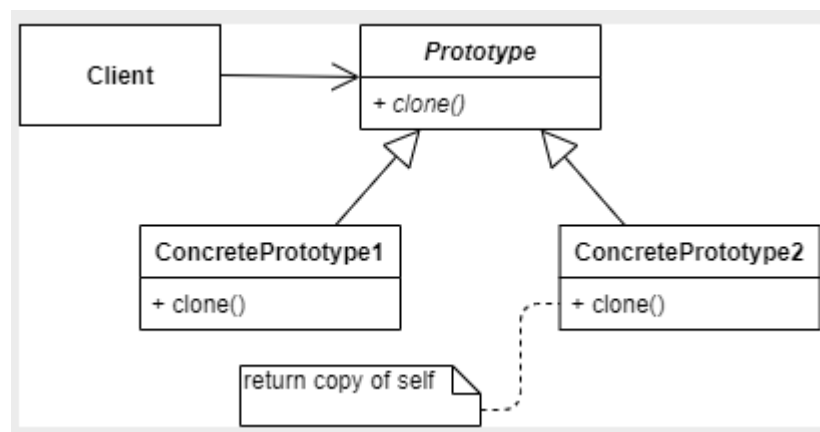 Client
Prototype
+ clone()
ConcretePrototype1
+ clone()
ConcretePrototype2
+ clone()
return copy of self